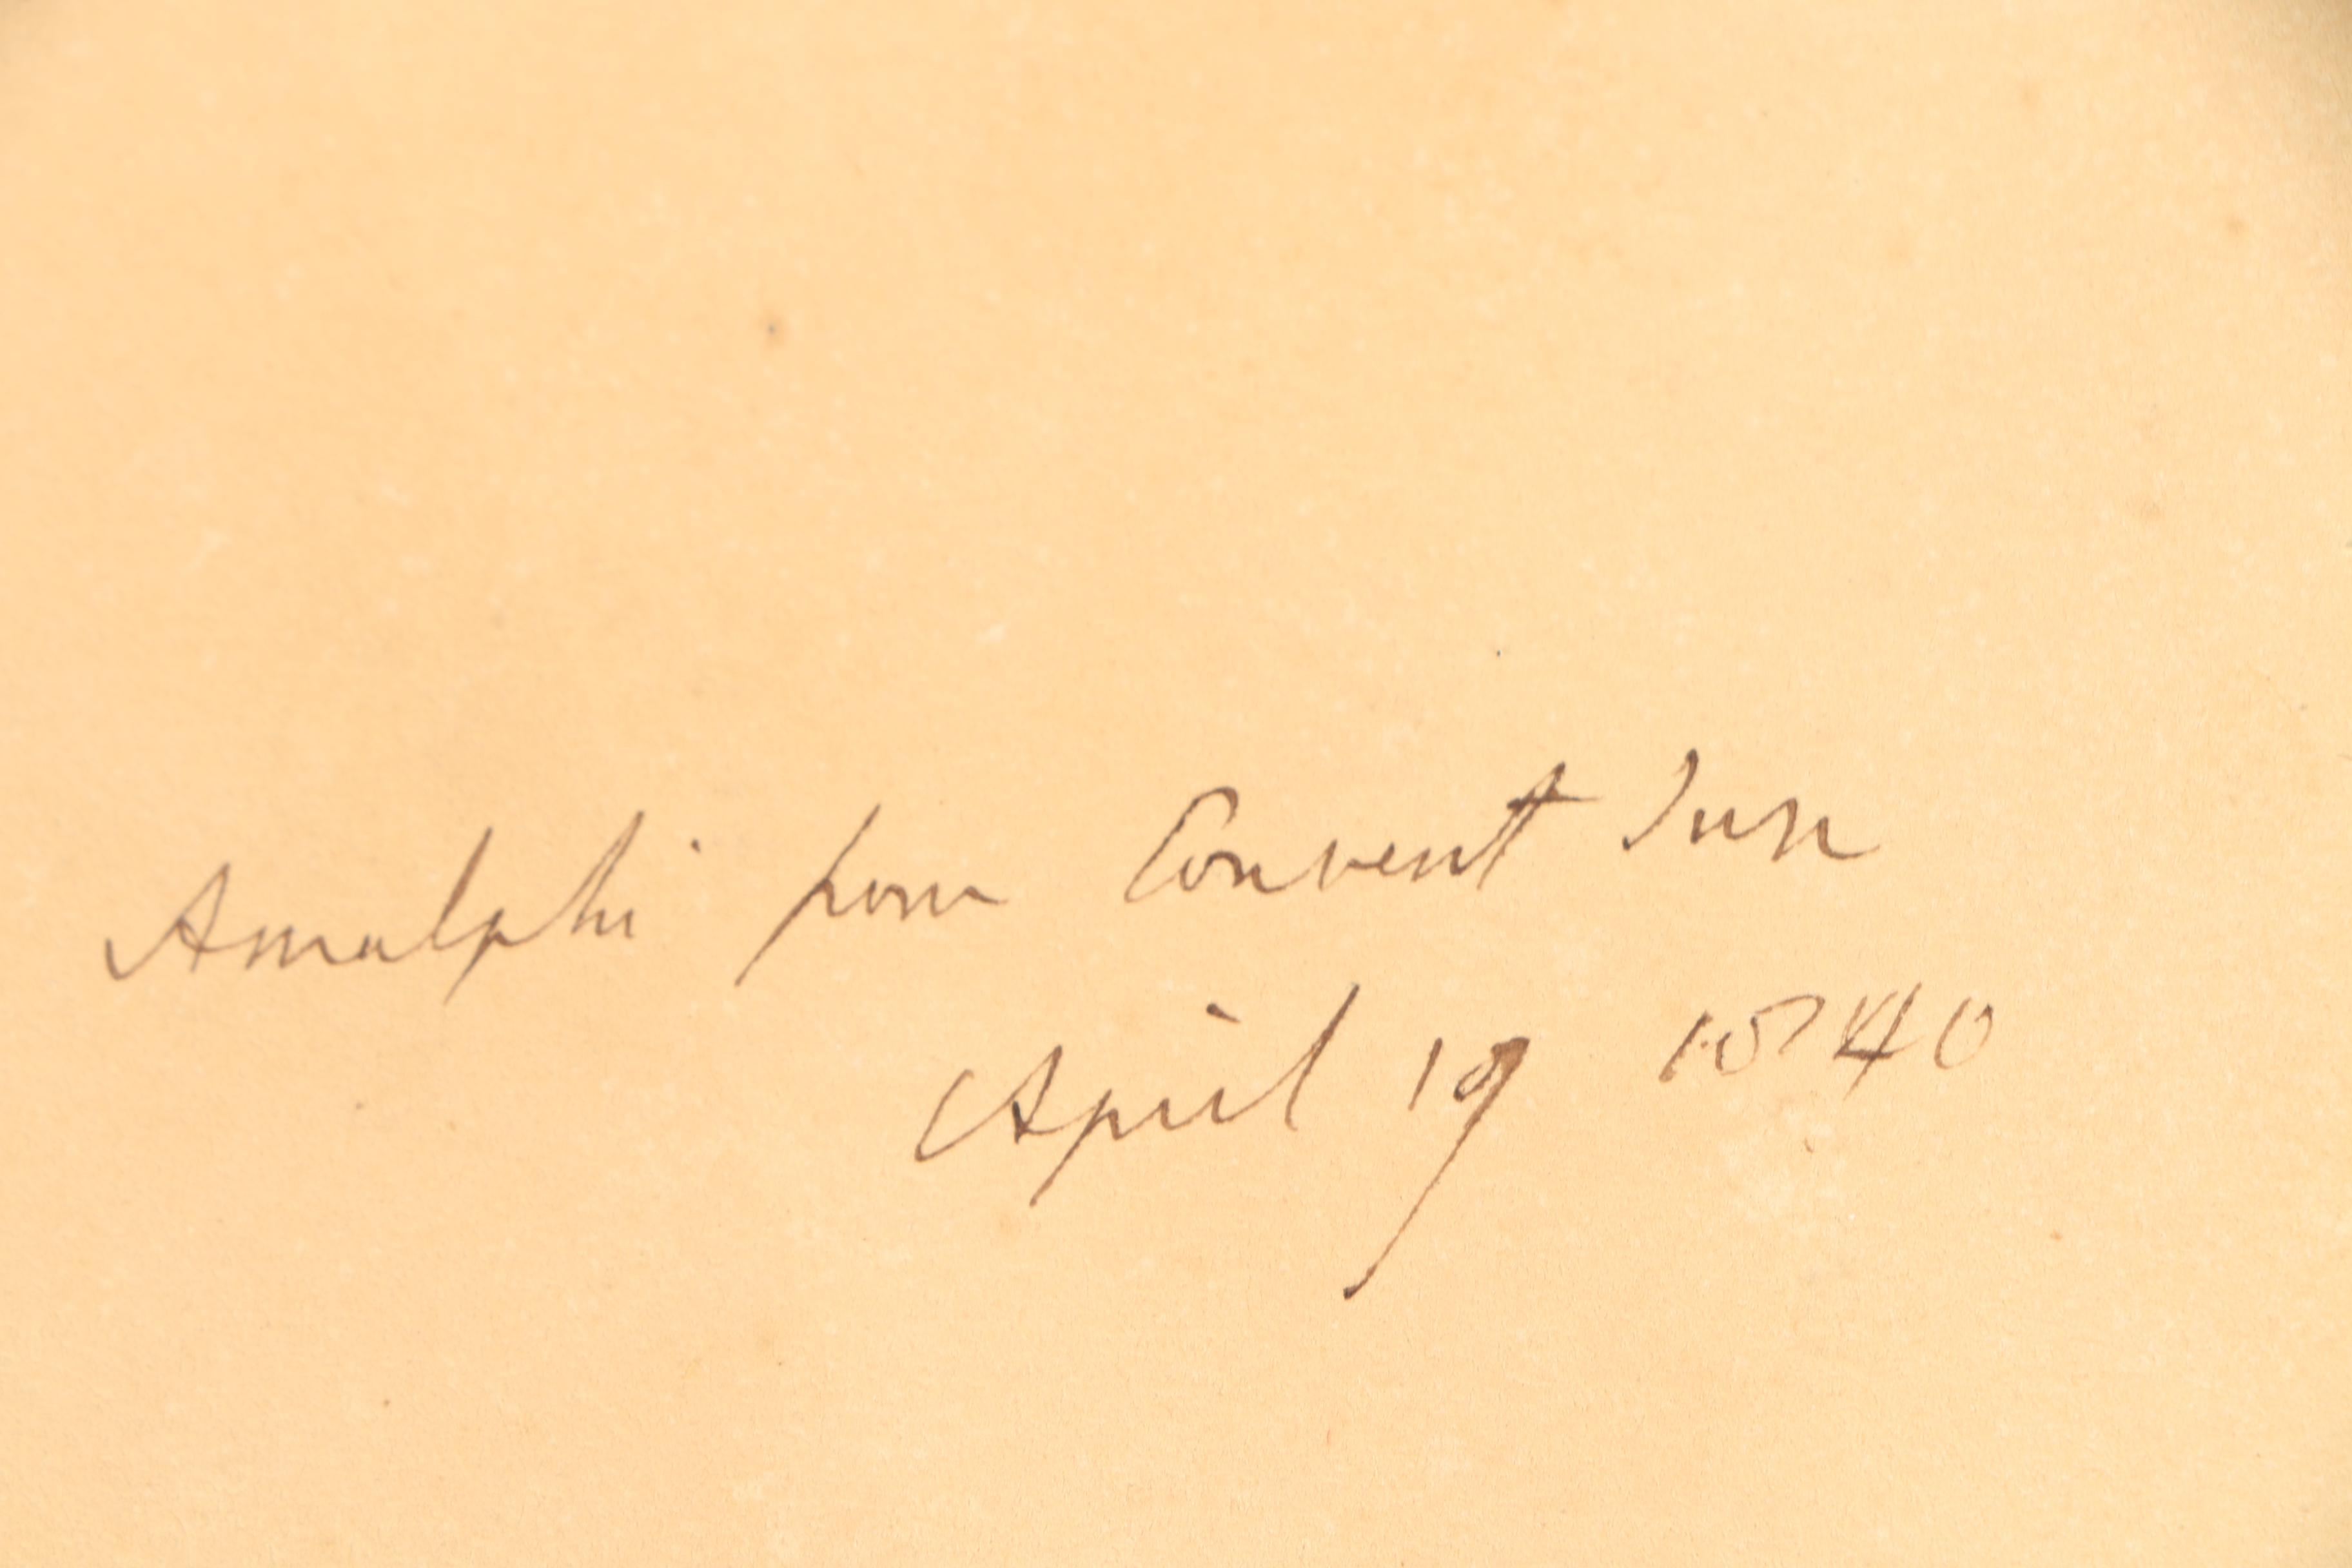 Amalphi from Convent Inn
April 19 1840